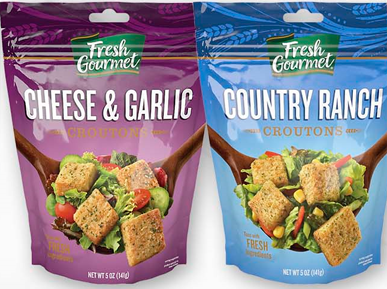 Fresh
Gourmet
CHEESE & GARLIC
CROUTONS
FRESH
NET WT 5 OZ (141g)
Fresh
Gourmet
COUNTRY RANCH
CROUTONS
FRESH
NET WT 5 OZ (141g)